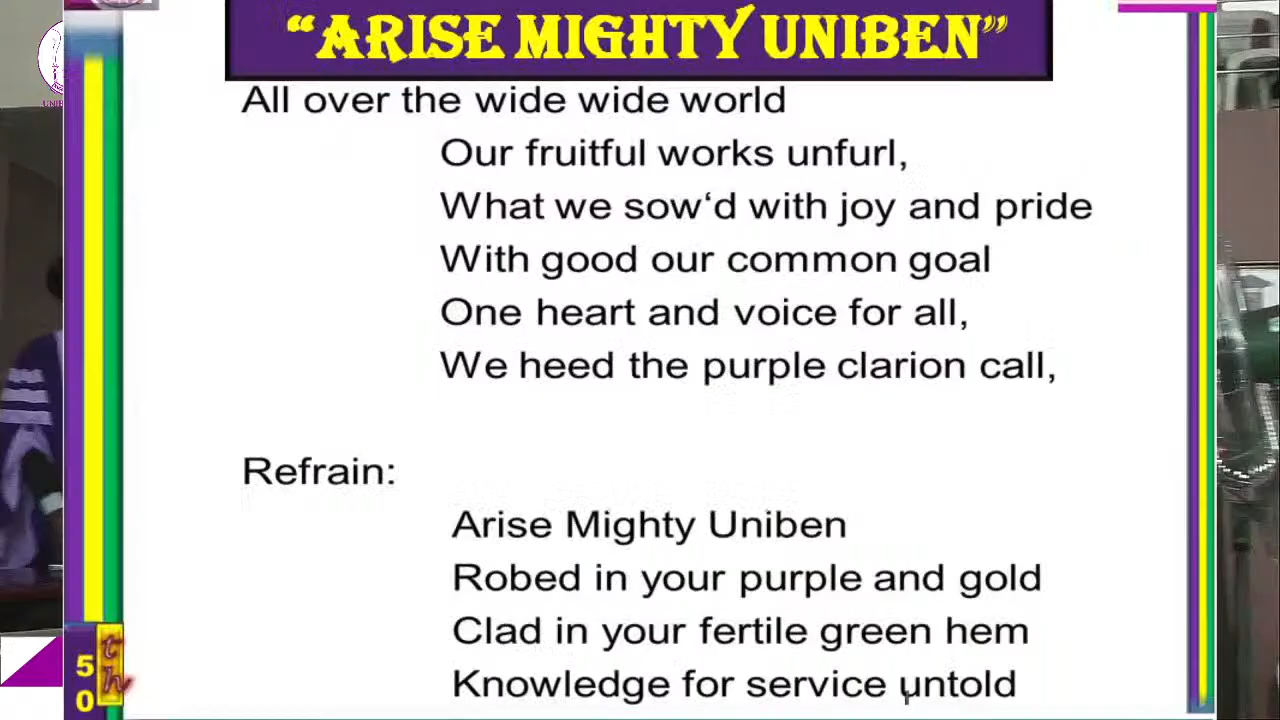 “ARISE MIGHTY UNIBEN”
All over the wide wide world
Our fruitful works unfurl,
What we sow‘d with joy and pride
With good our common goal
One heart and voice for all,
We heed the purple clarion call,
Refrain:
Arise Mighty Uniben
Robed in your purple and gold
Clad in your fertile green hem
Knowledge for service untold
50
th